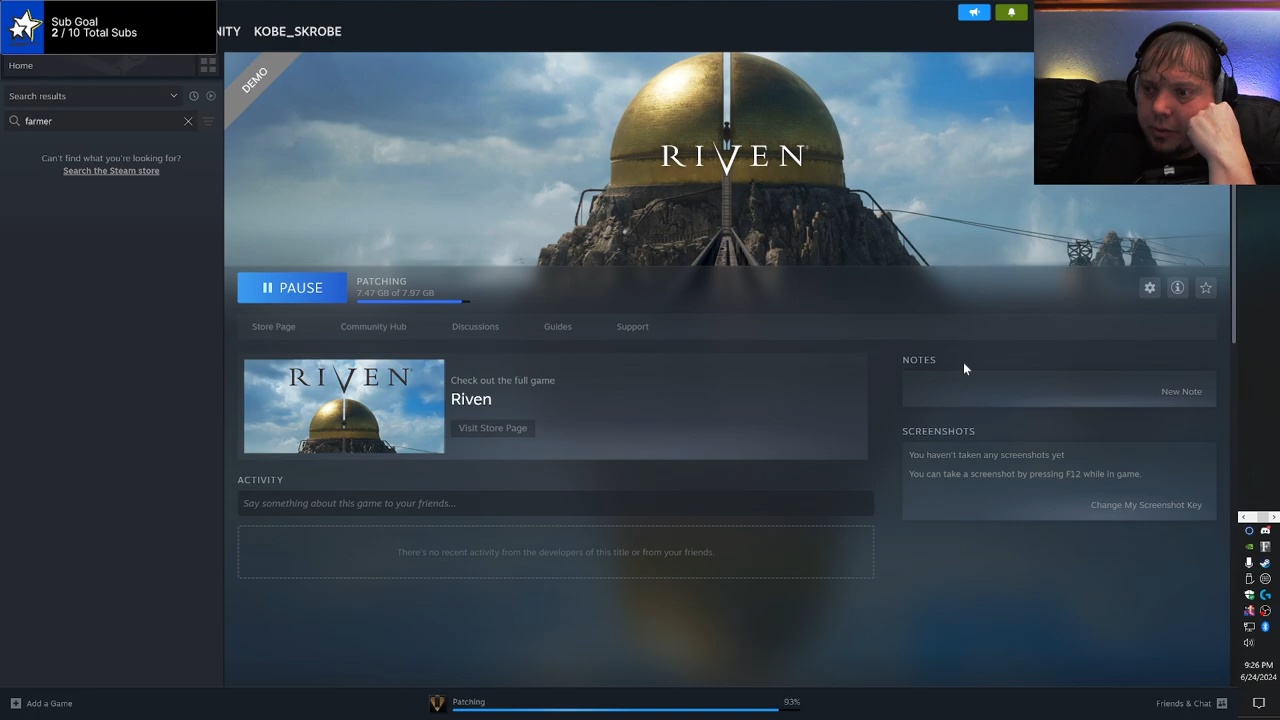 Sub Goal
2 / 10 Total Subs
NITY KOBE_SKROBE
Home
DEMO
Search results
farmer
Can't find what you're looking for?
Search the Steam store
RIVEN
PAUSE
PATCHING
7.47 GB of 7.97 GB
Store Page Community Hub Discussions Guides Support
RIVEN
Check out the full game
Riven
Visit Store Page
NOTES
New Note
SCREENSHOTS
You haven't taken any screenshots yet
You can take a screenshot by pressing F12 while in game.
Change My Screenshot Key
ACTIVITY
Say something about this game to your friends...
There's no recent activity from the developers of this title or from your friends.
9:26 PM
6/24/2024
Add a Game
Patching 93%
Friends & Chat